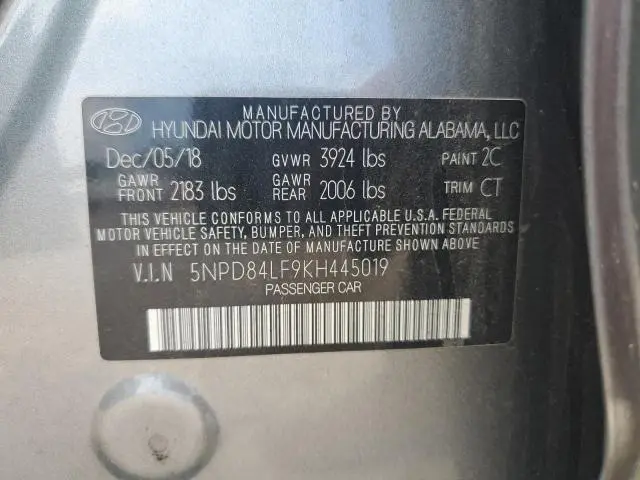 MANUFACTURED BY
HYUNDAI MOTOR MANUFACTURING ALABAMA, LLC
Dec/05/18 GVWR 3924 lbs PAINT 2C
GAWR FRONT 2183 lbs GAWR REAR 2006 lbs TRIM CT
THIS VEHICLE CONFORMS TO ALL APPLICABLE U.S.A. FEDERAL
MOTOR VEHICLE SAFETY, BUMPER, AND THEFT PREVENTION STANDARDS
IN EFFECT ON THE DATE OF MANUFACTURE SHOWN ABOVE.
V.I.N 5NPD84LF9KH445019
PASSENGER CAR